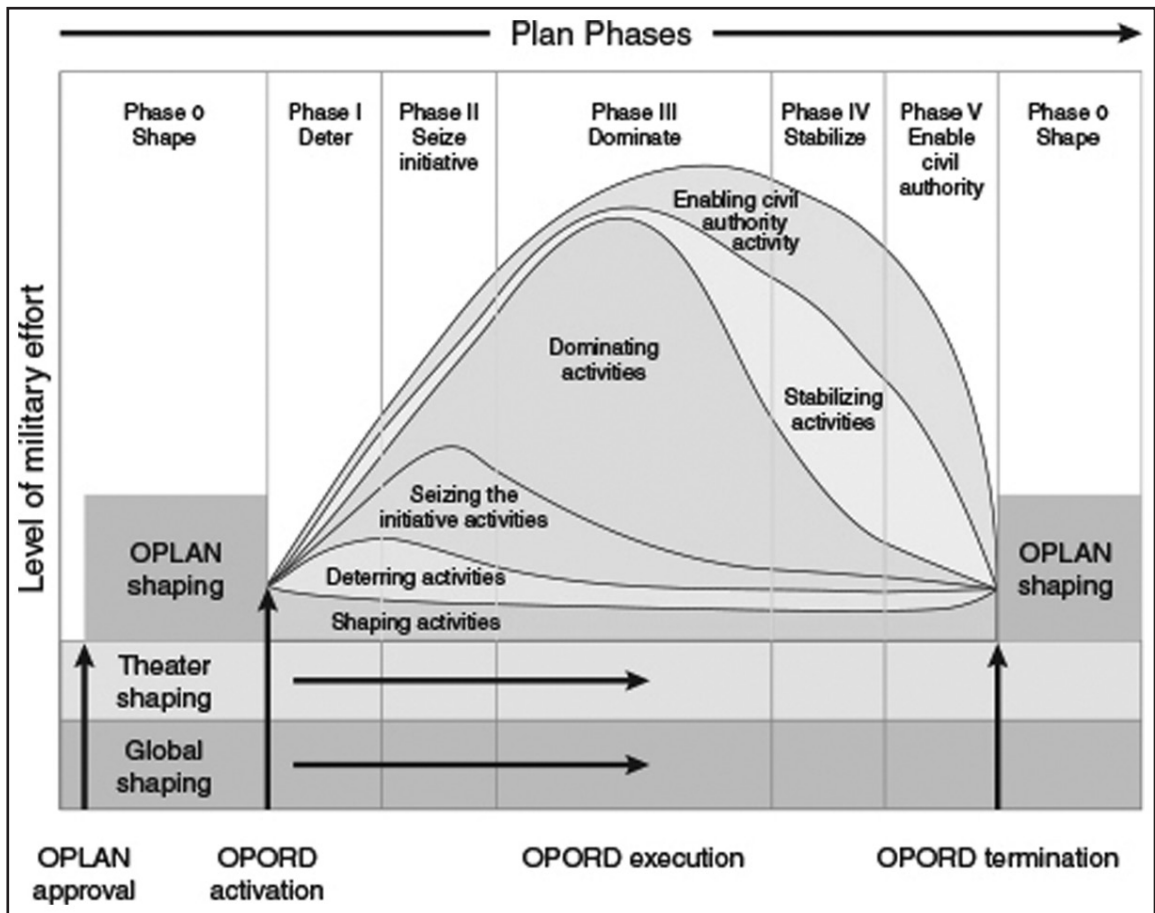 Plan Phases
Phase 0
Shape
Phase I
Deter
Phase II
Seize
initiative
Phase III
Dominate
Phase IV
Stabilize
Phase V
Enable
civil
authority
Phase 0
Shape
Level of military effort
Enabling civil
authority
activity
Dominating
activities
Stabilizing
activities
Seizing the
initiative activities
Deterring activities
Shaping activities
OPLAN
shaping
OPLAN
shaping
Theater
shaping
Global
shaping
OPLAN
approval
OPORD
activation
OPORD execution
OPORD termination